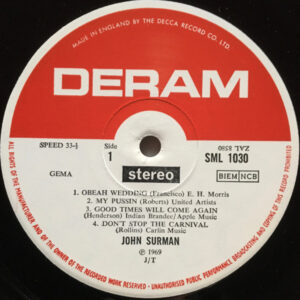 MADE IN ENGLAND BY THE DECCA RECORD CO. LTD.
DERAM
SPEED 33⅓
Side
1
ZAL. 8580
SML 1030
stereo
GEMA
BIEM NCB
1. OBEAH WEDDING (Francisco) E. H. Morris
2. MY PUSSIN (Roberts) United Artists
3. GOOD TIMES WILL COME AGAIN
(Henderson) Indian Brandee/Apple Music
4. DON'T STOP THE CARNIVAL
(Rollins) Carlin Music
JOHN SURMAN
℗ 1969
J/T
ALL RIGHTS OF THE MANUFACTURER AND OF THE OWNER OF THE RECORDED WORK RESERVED · UNAUTHORISED PUBLIC PERFORMANCE, BROADCASTING AND COPYING OF THIS RECORD PROHIBITED